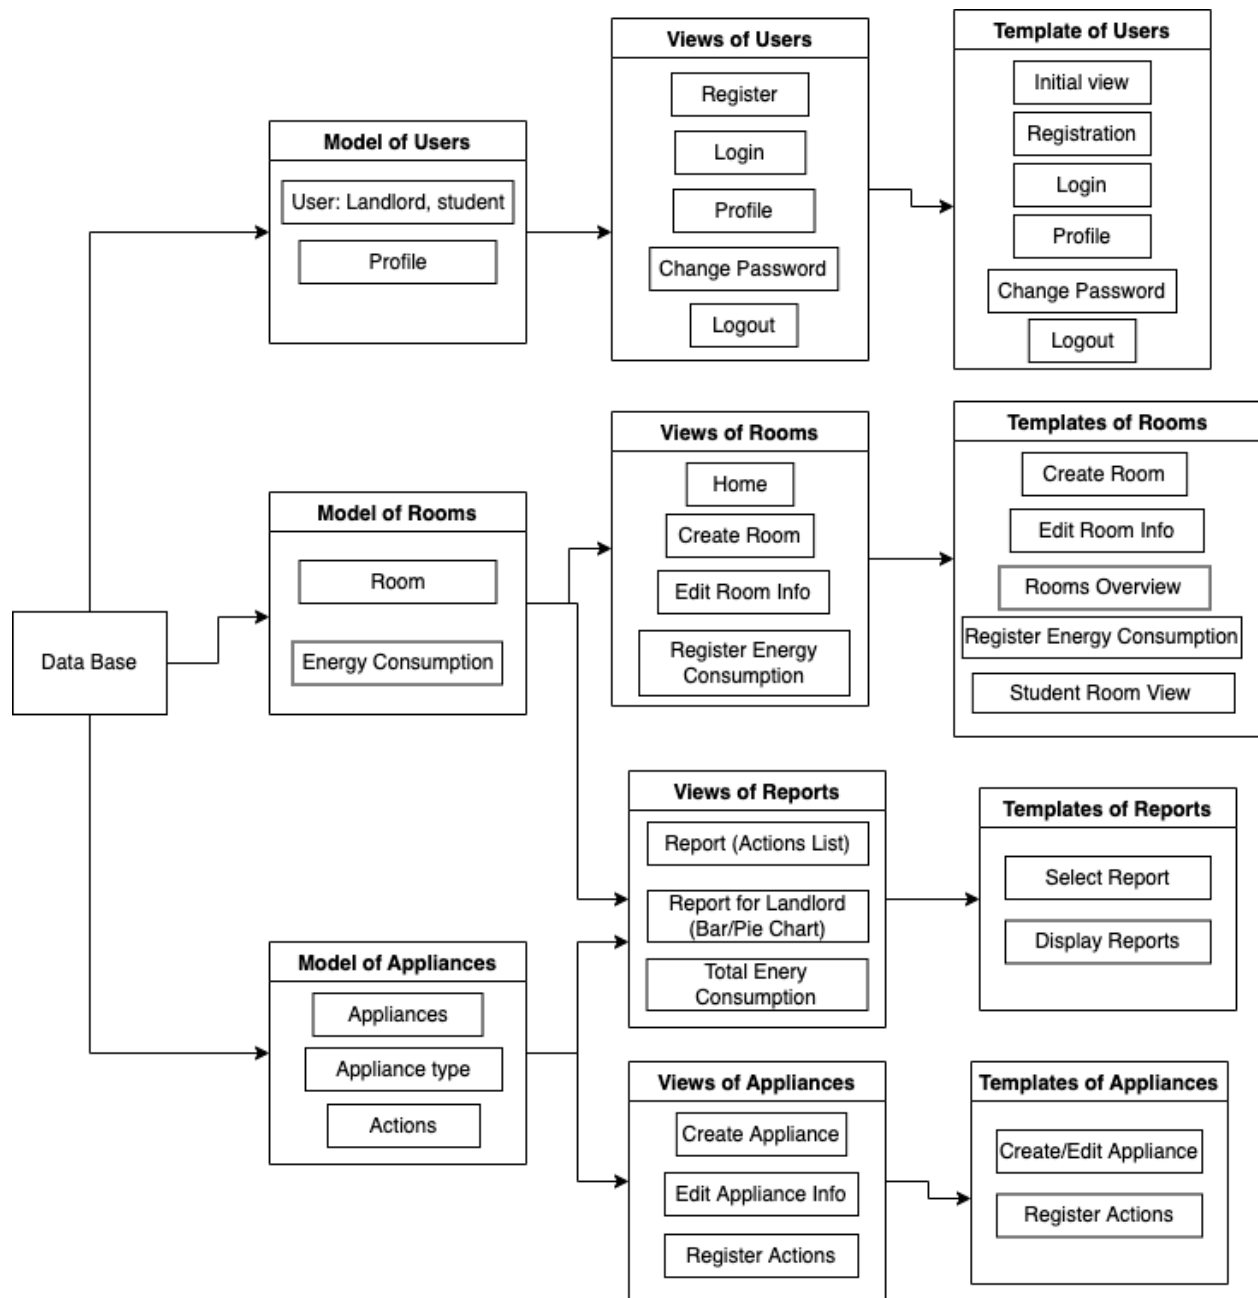 Data Base
Model of Users
User: Landlord, student
Profile
Views of Users
Register
Login
Profile
Change Password
Logout
Template of Users
Initial view
Registration
Login
Profile
Change Password
Logout
Model of Rooms
Room
Energy Consumption
Views of Rooms
Home
Create Room
Edit Room Info
Register Energy
Consumption
Templates of Rooms
Create Room
Edit Room Info
Rooms Overview
Register Energy Consumption
Student Room View
Views of Reports
Report (Actions List)
Report for Landlord
(Bar/Pie Chart)
Total Enery
Consumption
Templates of Reports
Select Report
Display Reports
Model of Appliances
Appliances
Appliance type
Actions
Views of Appliances
Create Appliance
Edit Appliance Info
Register Actions
Templates of Appliances
Create/Edit Appliance
Register Actions